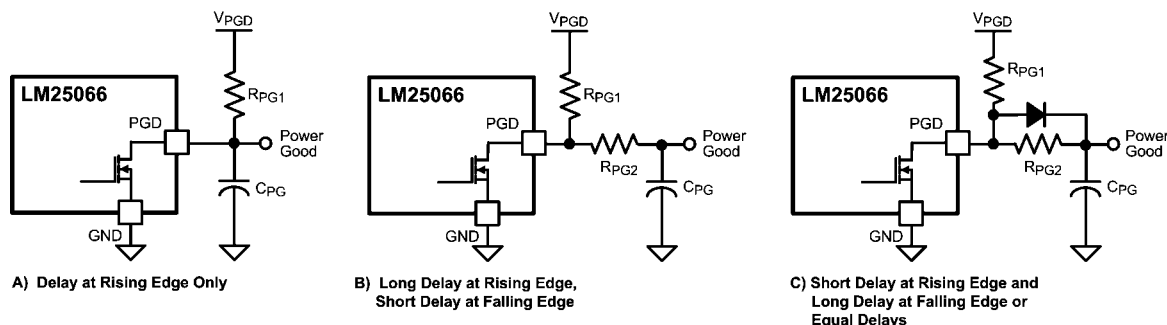 VPGD
RPG1
LM25066
PGD
Power
Good
CPG
GND
A) Delay at Rising Edge Only
VPGD
RPG1
LM25066
PGD
RPG2
Power
Good
CPG
GND
B) Long Delay at Rising Edge,
Short Delay at Falling Edge
VPGD
RPG1
LM25066
PGD
RPG2
Power
Good
CPG
GND
C) Short Delay at Rising Edge and
Long Delay at Falling Edge or
Equal Delays